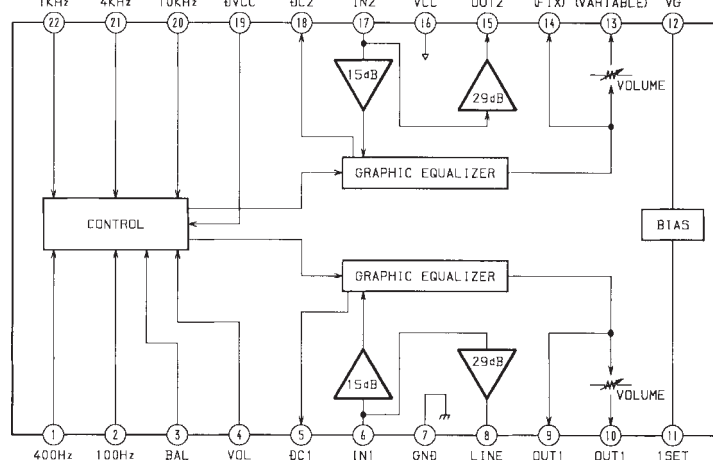 1KHz 4KHz 10KHz DVCC DC2 IN2 VCC OUT2 (FIX) (VARIABLE) VG
22 21 20 19 18 17 16 15 14 13 12
15dB
29dB
VOLUME
GRAPHIC EQUALIZER
CONTROL
BIAS
GRAPHIC EQUALIZER
15dB
29dB
VOLUME
1 2 3 4 5 6 7 8 9 10 11
400Hz 100Hz BAL VOL DC1 IN1 GND LINE OUT1 OUT1 1SET